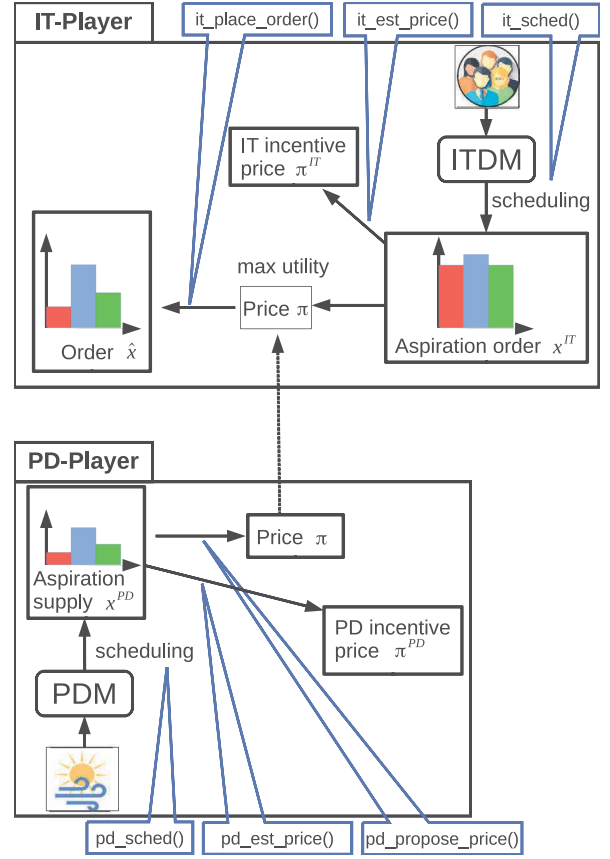 IT-Player
it_place_order()
it_est_price()
it_sched()
IT incentive
price π^IT
ITDM
scheduling
max utility
Price π
Order x̂
Aspiration order x^IT
PD-Player
Aspiration
supply x^PD
Price π
PD incentive
price π^PD
scheduling
PDM
pd_sched()
pd_est_price()
pd_propose_price()